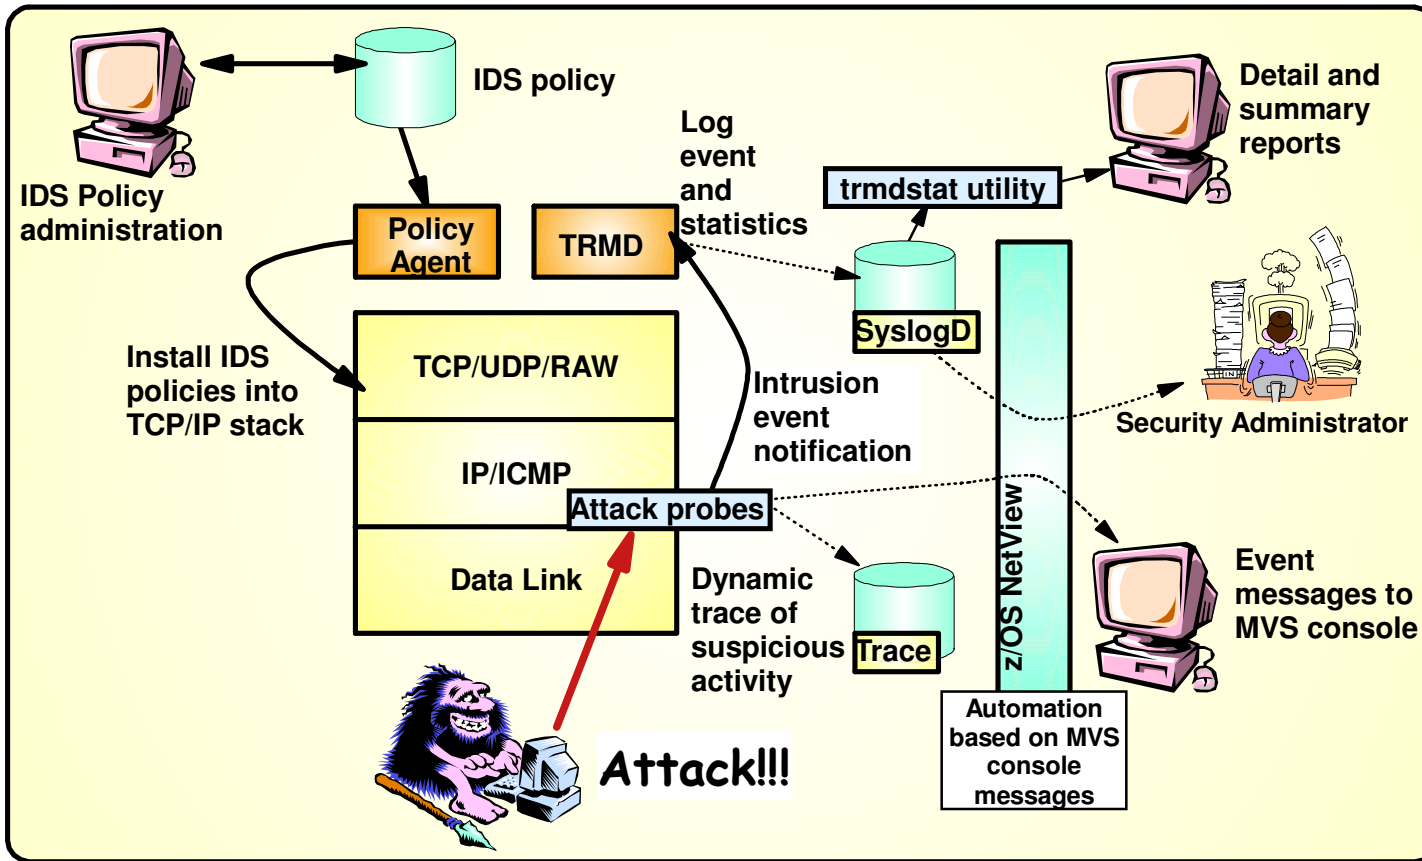 IDS policy
IDS Policy
administration
Policy
Agent
TRMD
Log
event
and
statistics
trmdstat utility
Detail and
summary
reports
SyslogD
Install IDS
policies into
TCP/IP stack
TCP/UDP/RAW
Intrusion
event
notification
Security Administrator
IP/ICMP
Attack probes
Data Link
Dynamic
trace of
suspicious
activity
Trace
z/OS NetView
Event
messages to
MVS console
Automation
based on MVS
console
messages
Attack!!!